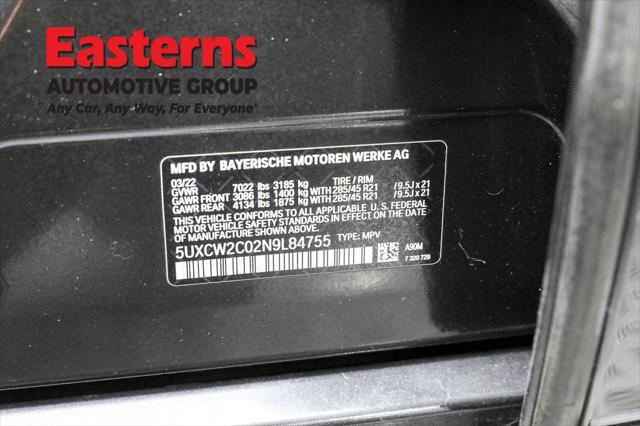 Easterns
AUTOMOTIVE GROUP
Any Car, Any Way, For Everyone
MFD BY BAYERISCHE MOTOREN WERKE AG
03/22 TIRE / RIM
GVWR 7022 lbs 3185 kg
GAWR FRONT 3086 lbs 1400 kg WITH 285/45 R21 / 9.5J x 21
GAWR REAR 4134 lbs 1875 kg WITH 285/45 R21 / 9.5J x 21
THIS VEHICLE CONFORMS TO ALL APPLICABLE U. S. FEDERAL
MOTOR VEHICLE SAFETY STANDARDS IN EFFECT ON THE
DATE OF MANUFACTURE SHOWN ABOVE.
5UXCW2C02N9L84755 TYPE: MPV
A90M
7 320 729